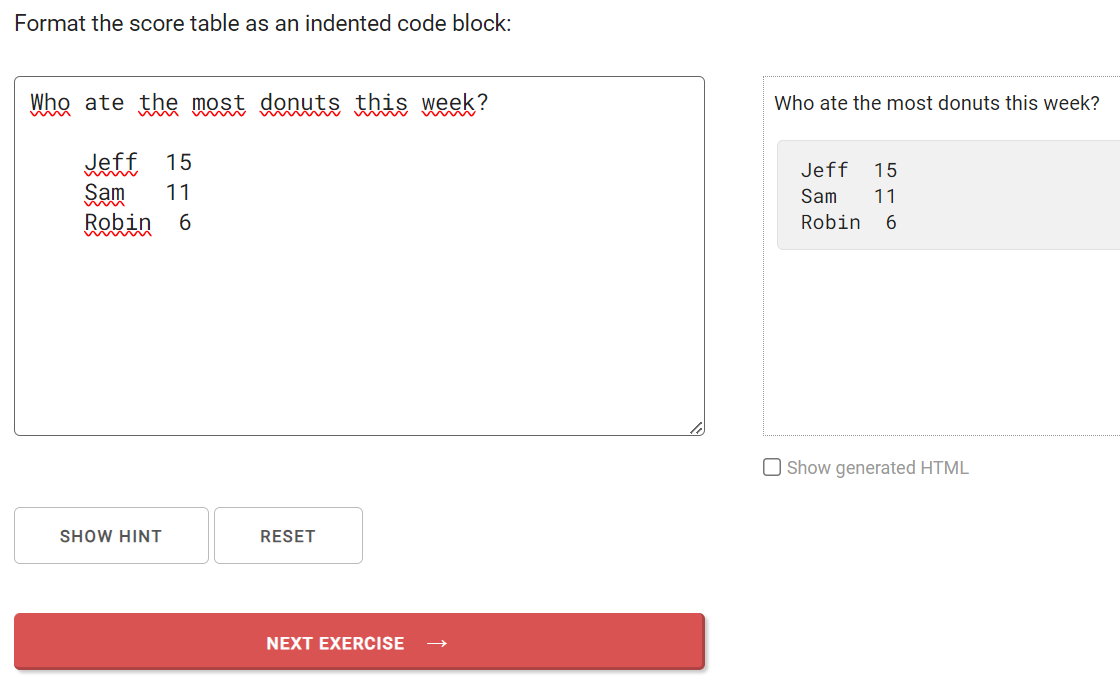 Format the score table as an indented code block:
Who ate the most donuts this week?
    Jeff  15
    Sam   11
    Robin  6
Who ate the most donuts this week?
Jeff  15
Sam   11
Robin  6
Show generated HTML
SHOW HINT RESET
NEXT EXERCISE →